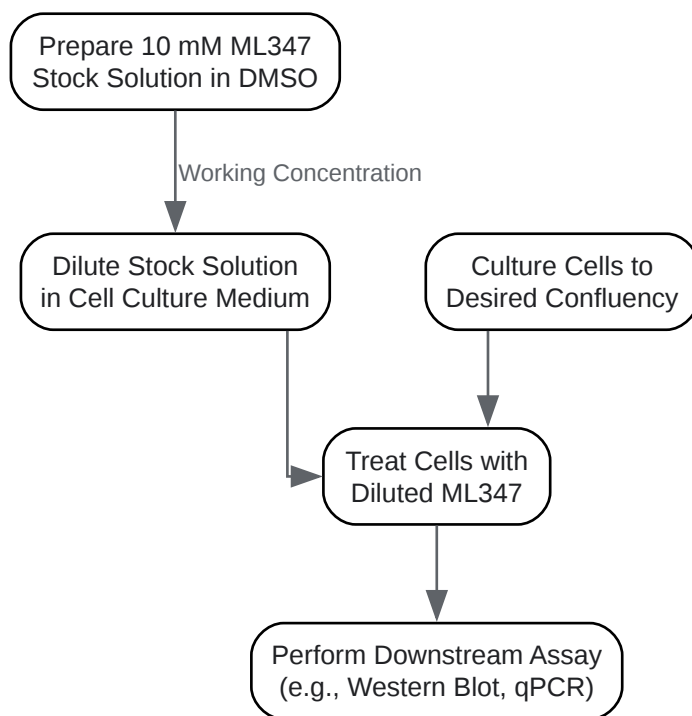 Prepare 10 mM ML347
Stock Solution in DMSO
Working Concentration
Dilute Stock Solution
in Cell Culture Medium
Culture Cells to
Desired Confluency
Treat Cells with
Diluted ML347
Perform Downstream Assay
(e.g., Western Blot, qPCR)